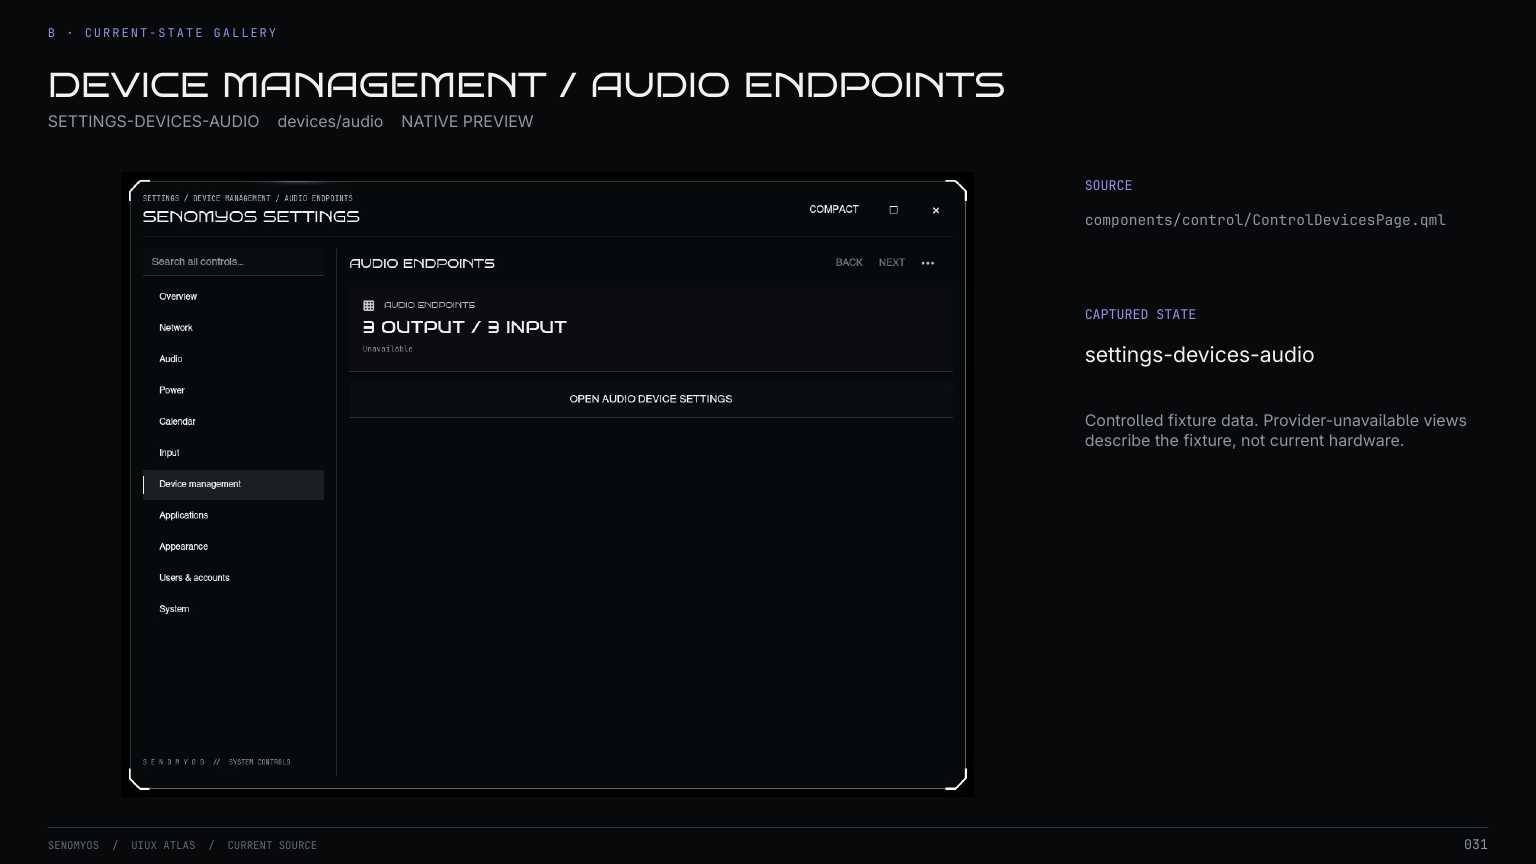 B · CURRENT-STATE GALLERY
DEVICE MANAGEMENT / AUDIO ENDPOINTS
SETTINGS-DEVICES-AUDIO devices/audio NATIVE PREVIEW
SETTINGS / DEVICE MANAGEMENT / AUDIO ENDPOINTS
SENOMYOS SETTINGS
COMPACT
Search all controls...
Overview
Network
Audio
Power
Calendar
Input
Device management
Applications
Appearance
Users & accounts
System
SENOMYOS // SYSTEM CONTROLS
AUDIO ENDPOINTS
BACK NEXT •••
AUDIO ENDPOINTS
3 OUTPUT / 3 INPUT
Unavailable
OPEN AUDIO DEVICE SETTINGS
SOURCE
components/control/ControlDevicesPage.qml
CAPTURED STATE
settings-devices-audio
Controlled fixture data. Provider-unavailable views
describe the fixture, not current hardware.
SENOMYOS / UIUX ATLAS / CURRENT SOURCE
031